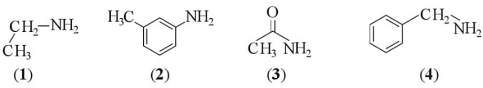 CH₂–NH₂
CH₃
(1)
H₃C
NH₂
(2)
O
CH₃ NH₂
(3)
CH₂
NH₂
(4)